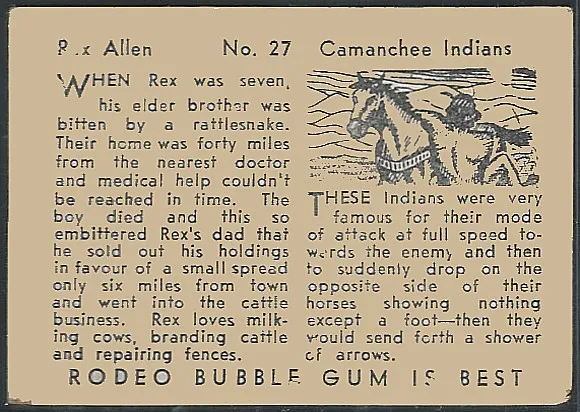 Rex Allen No. 27 Camanchee Indians
WHEN Rex was seven,
his elder brother was
bitten by a rattlesnake.
Their home was forty miles
from the nearest doctor
and medical help couldn't
be reached in time. The
boy died and this so
embittered Rex's dad that
he sold out his holdings
in favour of a small spread
only six miles from town
and went into the cattle
business. Rex loves milk-
ing cows, branding cattle
and repairing fences.
THESE Indians were very
famous for their mode
of attack at full speed to-
wards the enemy and then
to suddenly drop on the
opposite side of their
horses showing nothing
except a foot—then they
would send forth a shower
of arrows.
RODEO BUBBLE GUM IS BEST